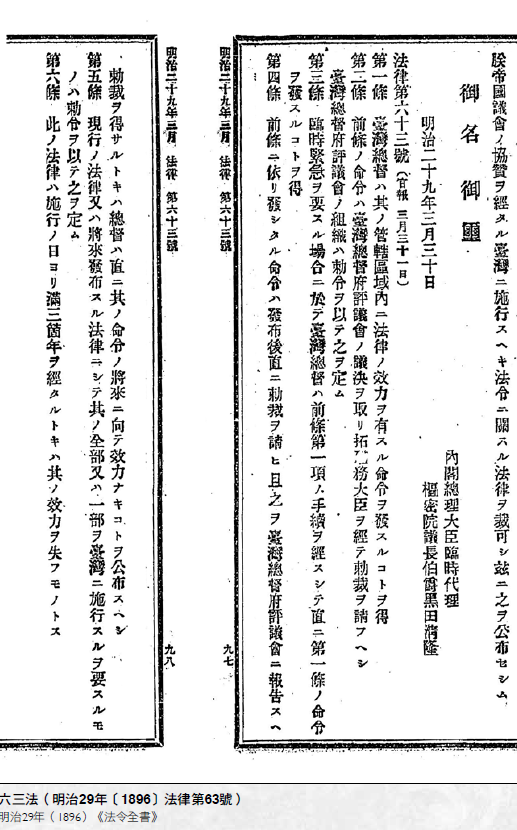 朕帝國議會ノ協贊ヲ經タル臺灣ニ施行スヘキ法令ニ關スル法律ヲ裁可シ茲ニ之ヲ公布セシム
御名御璽
明治二十九年三月三十日
內閣總理大臣臨時代理
樞密院議長伯爵黑田淸隆
法律第六十三號(官報 三月三十一日)
第一條 臺灣總督ハ其ノ管轄區域內ニ法律ノ效力ヲ有スル命令ヲ發スルコトヲ得
第二條 前條ノ命令ハ臺灣總督府評議會ノ議決ヲ取リ拓殖務大臣ヲ經テ勅裁ヲ請フヘシ
臺灣總督府評議會ノ組織ハ勅令ヲ以テ之ヲ定ム
第三條 臨時緊急ヲ要スル場合ニ於テ臺灣總督ハ前條第一項ノ手續ヲ經スシテ直ニ第一條ノ命令
ヲ發スルコトヲ得
第四條 前條ニ依リ發シタル命令ハ發布後直ニ勅裁ヲ請ヒ且之ヲ臺灣總督府評議會ニ報告スヘ
明治二十九年三月 法律 第六十三號 九七
明治二十九年三月 法律 第六十三號 九八
勅裁ヲ得サルトキハ總督ハ直ニ其ノ命令ノ將來ニ向テ效力ナキコトヲ公布スヘシ
第五條 現行ノ法律又ハ將來發布スル法律ニシテ其ノ全部又ハ一部ヲ臺灣ニ施行スルヲ要スルモ
ノハ勅令ヲ以テ之ヲ定ム
第六條 此ノ法律ハ施行ノ日ヨリ滿三箇年ヲ經タルトキハ其ノ效力ヲ失フモノトス
六三法(明治29年〔1896〕法律第63號)
明治29年(1896)《法令全書》